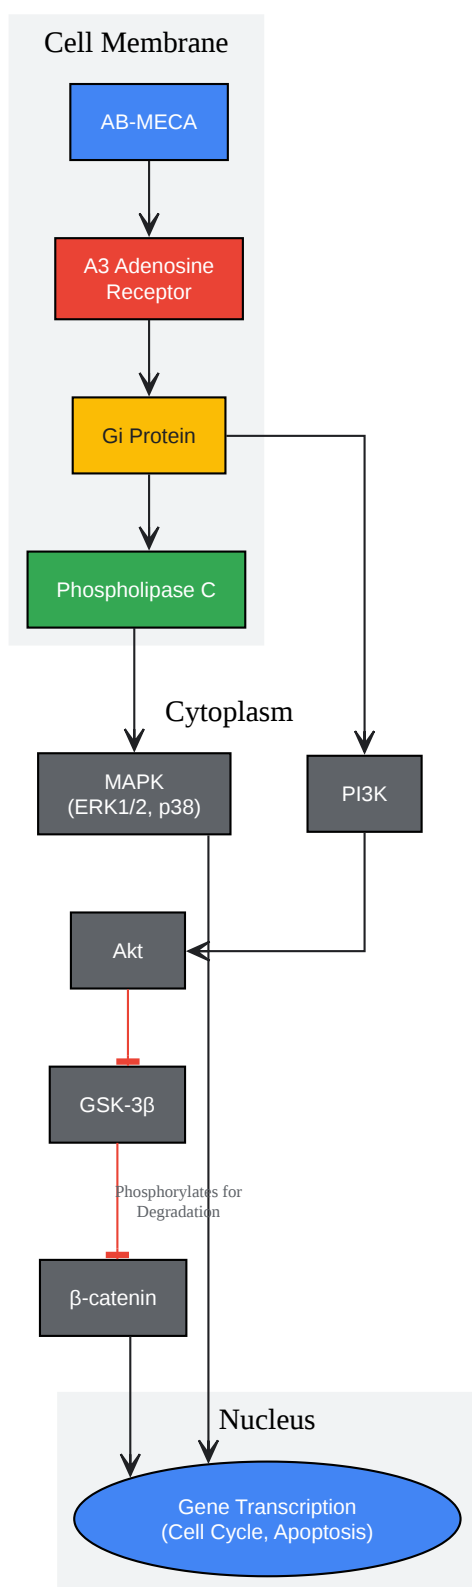 Cell Membrane
AB-MECA
A3 Adenosine
Receptor
Gi Protein
Phospholipase C
Cytoplasm
MAPK
(ERK1/2, p38)
PI3K
Akt
GSK-3β
Phosphorylates for
Degradation
β-catenin
Nucleus
Gene Transcription
(Cell Cycle, Apoptosis)